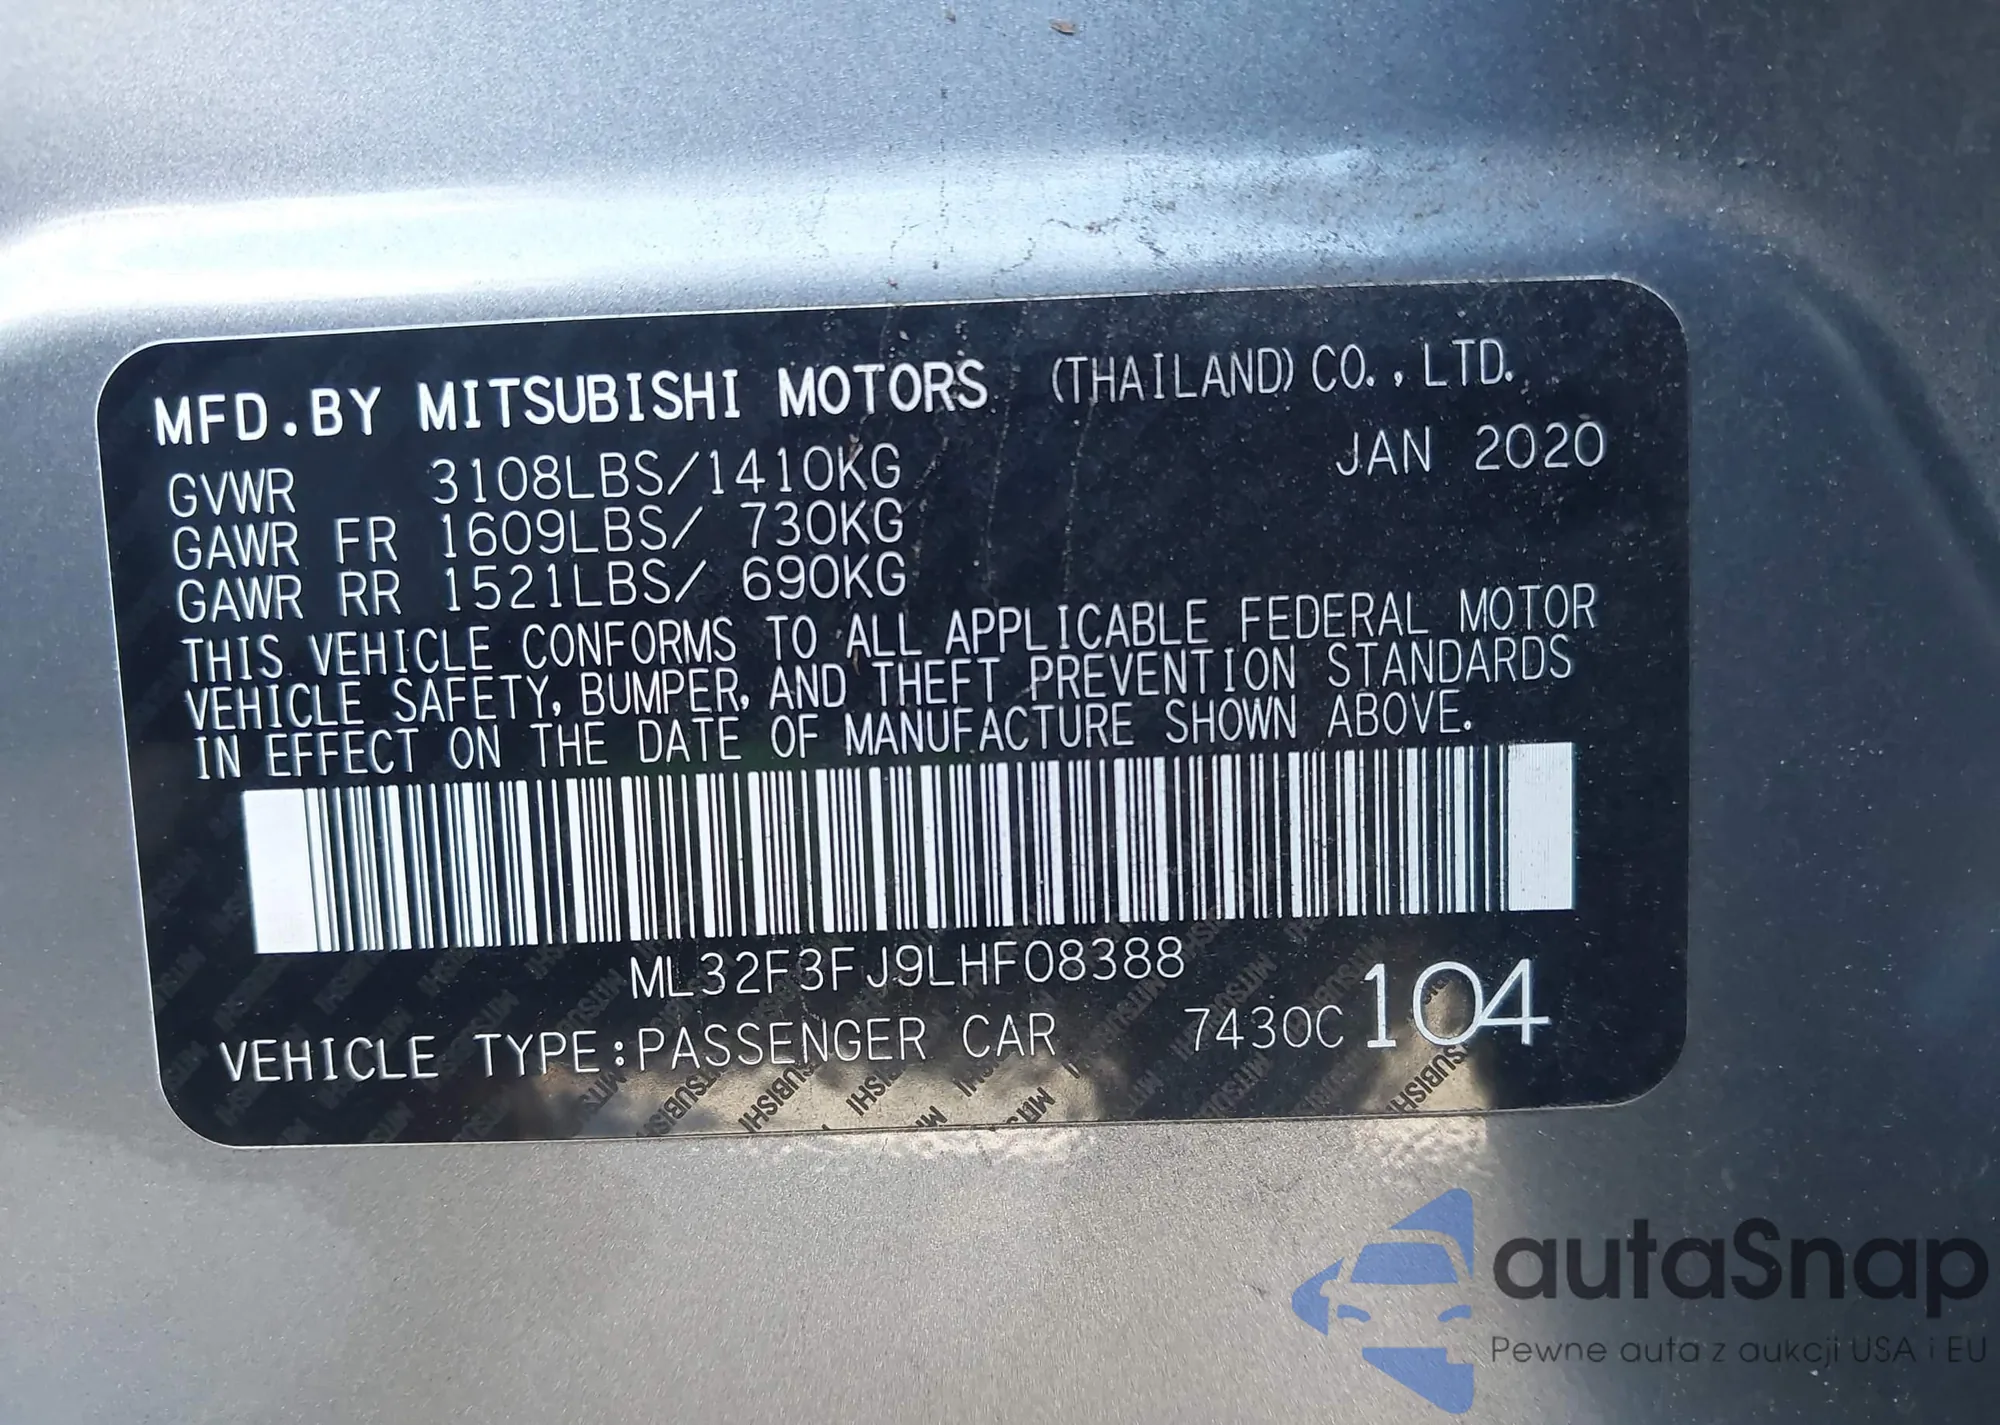 MFD.BY MITSUBISHI MOTORS (THAILAND) CO., LTD.
JAN 2020
GVWR 3108LBS/1410KG
GAWR FR 1609LBS/ 730KG
GAWR RR 1521LBS/ 690KG
THIS VEHICLE CONFORMS TO ALL APPLICABLE FEDERAL MOTOR
VEHICLE SAFETY, BUMPER, AND THEFT PREVENTION STANDARDS
IN EFFECT ON THE DATE OF MANUFACTURE SHOWN ABOVE.
ML32F3FJ9LHF08388
VEHICLE TYPE:PASSENGER CAR 7430C 104
autaSnap
Pewne auta z aukcji USA i EU